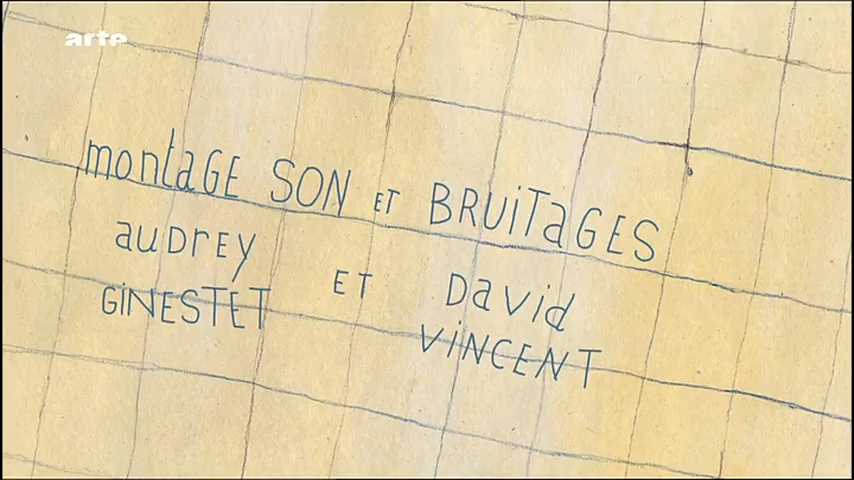 arte
montaGE SON ET BRUiTaGES
auDrEy ET David
GiNESTET ViNCENT